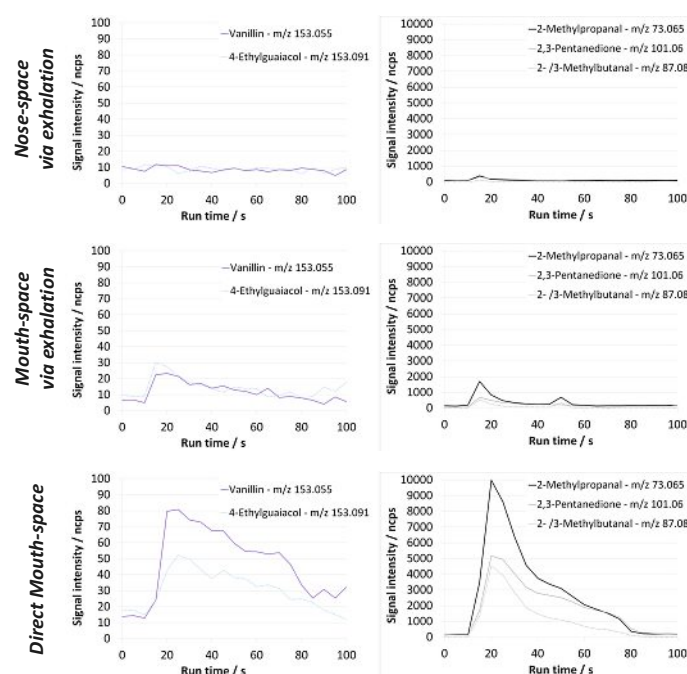 Nose-space
via exhalation
Signal intensity / ncps
100
90
80
70
60
50
40
30
20
10
0
Vanillin - m/z 153.055
4-Ethylguaiacol - m/z 153.091
0 20 40 60 80 100
Run time / s
Signal intensity / ncps
10000
9000
8000
7000
6000
5000
4000
3000
2000
1000
0
2-Methylpropanal - m/z 73.065
2,3-Pentanedione - m/z 101.06
2- /3-Methylbutanal - m/z 87.08
0 20 40 60 80 100
Run time / s
Mouth-space
via exhalation
Signal intensity / ncps
100
90
80
70
60
50
40
30
20
10
0
Vanillin - m/z 153.055
4-Ethylguaiacol - m/z 153.091
0 20 40 60 80 100
Run time / s
Signal intensity / ncps
10000
9000
8000
7000
6000
5000
4000
3000
2000
1000
0
2-Methylpropanal - m/z 73.065
2,3-Pentanedione - m/z 101.06
2- /3-Methylbutanal - m/z 87.08
0 20 40 60 80 100
Run time / s
Direct Mouth-space
Signal intensity / ncps
100
90
80
70
60
50
40
30
20
10
0
Vanillin - m/z 153.055
4-Ethylguaiacol - m/z 153.091
0 20 40 60 80 100
Run time / s
Signal intensity / ncps
10000
9000
8000
7000
6000
5000
4000
3000
2000
1000
0
2-Methylpropanal - m/z 73.065
2,3-Pentanedione - m/z 101.06
2- /3-Methylbutanal - m/z 87.08
0 20 40 60 80 100
Run time / s